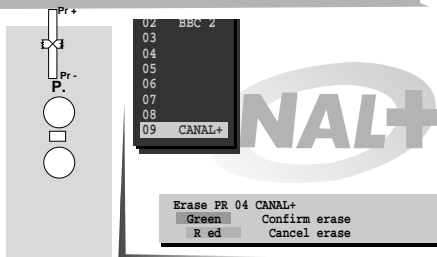 Pr +
Pr -
P.
02 BBC 2
03
04
05
06
07
08
09 CANAL+
NAL+
Erase PR 04 CANAL+
Green Confirm erase
R ed Cancel erase